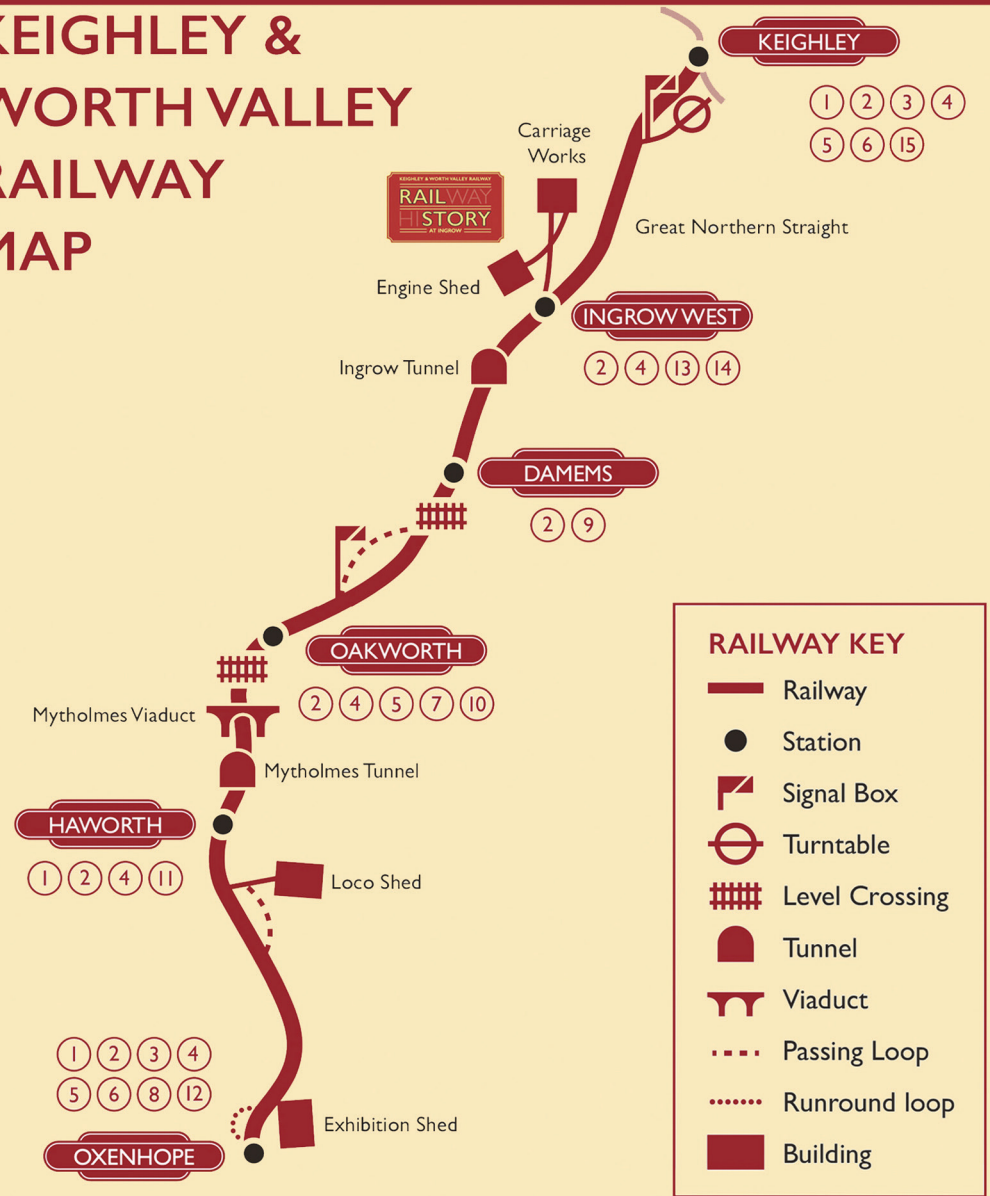 KEIGHLEY &
WORTH VALLEY
RAILWAY
MAP
KEIGHLEY
1 2 3 4
5 6 15
Carriage
Works
KEIGHLEY & WORTH VALLEY RAILWAY
RAILWAY
HISTORY
AT INGROW
Great Northern Straight
Engine Shed
INGROW WEST
2 4 13 14
Ingrow Tunnel
DAMEMS
2 9
OAKWORTH
2 4 5 7 10
Mytholmes Viaduct
Mytholmes Tunnel
HAWORTH
1 2 4 11
Loco Shed
1 2 3 4
5 6 8 12
Exhibition Shed
OXENHOPE
RAILWAY KEY
Railway
Station
Signal Box
Turntable
Level Crossing
Tunnel
Viaduct
Passing Loop
Runround loop
Building